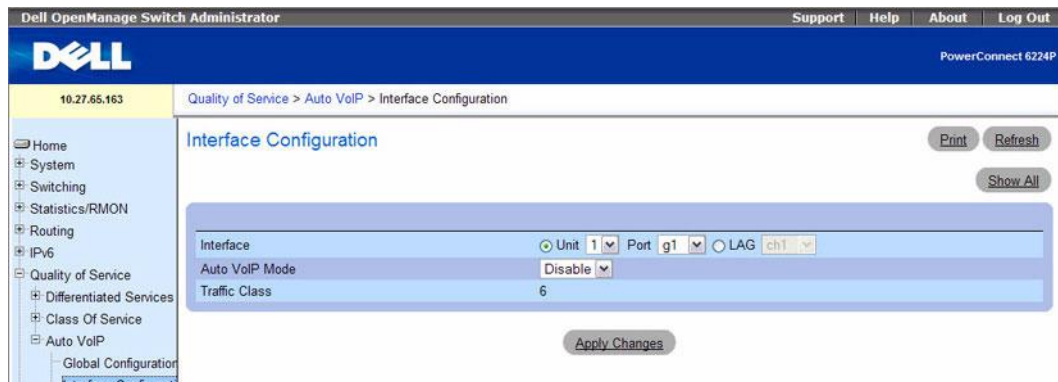 Dell OpenManage Switch Administrator
Support Help About Log Out
DELL
PowerConnect 6224P
10.27.65.163
Quality of Service > Auto VoIP > Interface Configuration
Home
System
Switching
Statistics/RMON
Routing
IPv6
Quality of Service
Differentiated Services
Class Of Service
Auto VoIP
Global Configuration
Interface Configuration
Print Refresh
Show All
Interface Unit 1 Port g1 LAG ch1
Auto VoIP Mode Disable
Traffic Class 6
Apply Changes